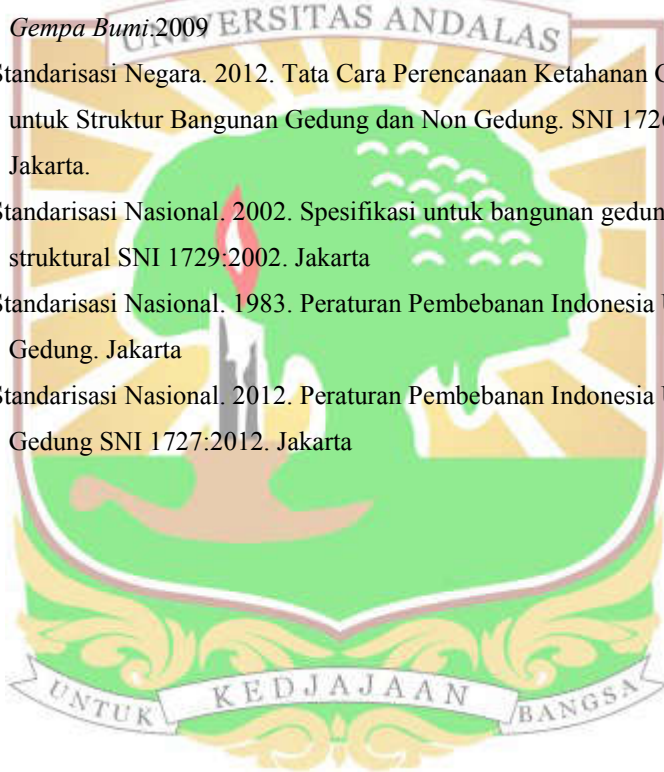 Gempa Bumi.2009
UNIVERSITAS ANDALAS
Standarisasi Negara. 2012. Tata Cara Perencanaan Ketahanan
untuk Struktur Bangunan Gedung dan Non Gedung. SNI 1726
Jakarta.
Standarisasi Nasional. 2002. Spesifikasi untuk bangunan gedun
struktural SNI 1729:2002. Jakarta
Standarisasi Nasional. 1983. Peraturan Pembebanan Indonesia
Gedung. Jakarta
Standarisasi Nasional. 2012. Peraturan Pembebanan Indonesia
Gedung SNI 1727:2012. Jakarta
UNTUK KEDJAJAAN BANGSA